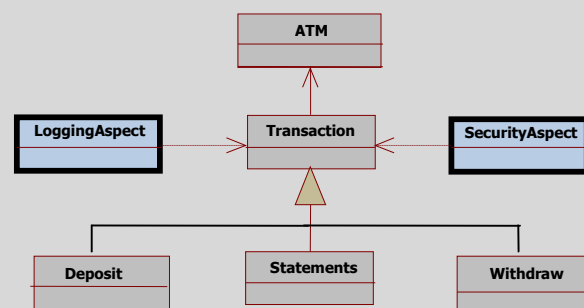 ATM
LoggingAspect
Transaction
SecurityAspect
Deposit
Statements
Withdraw